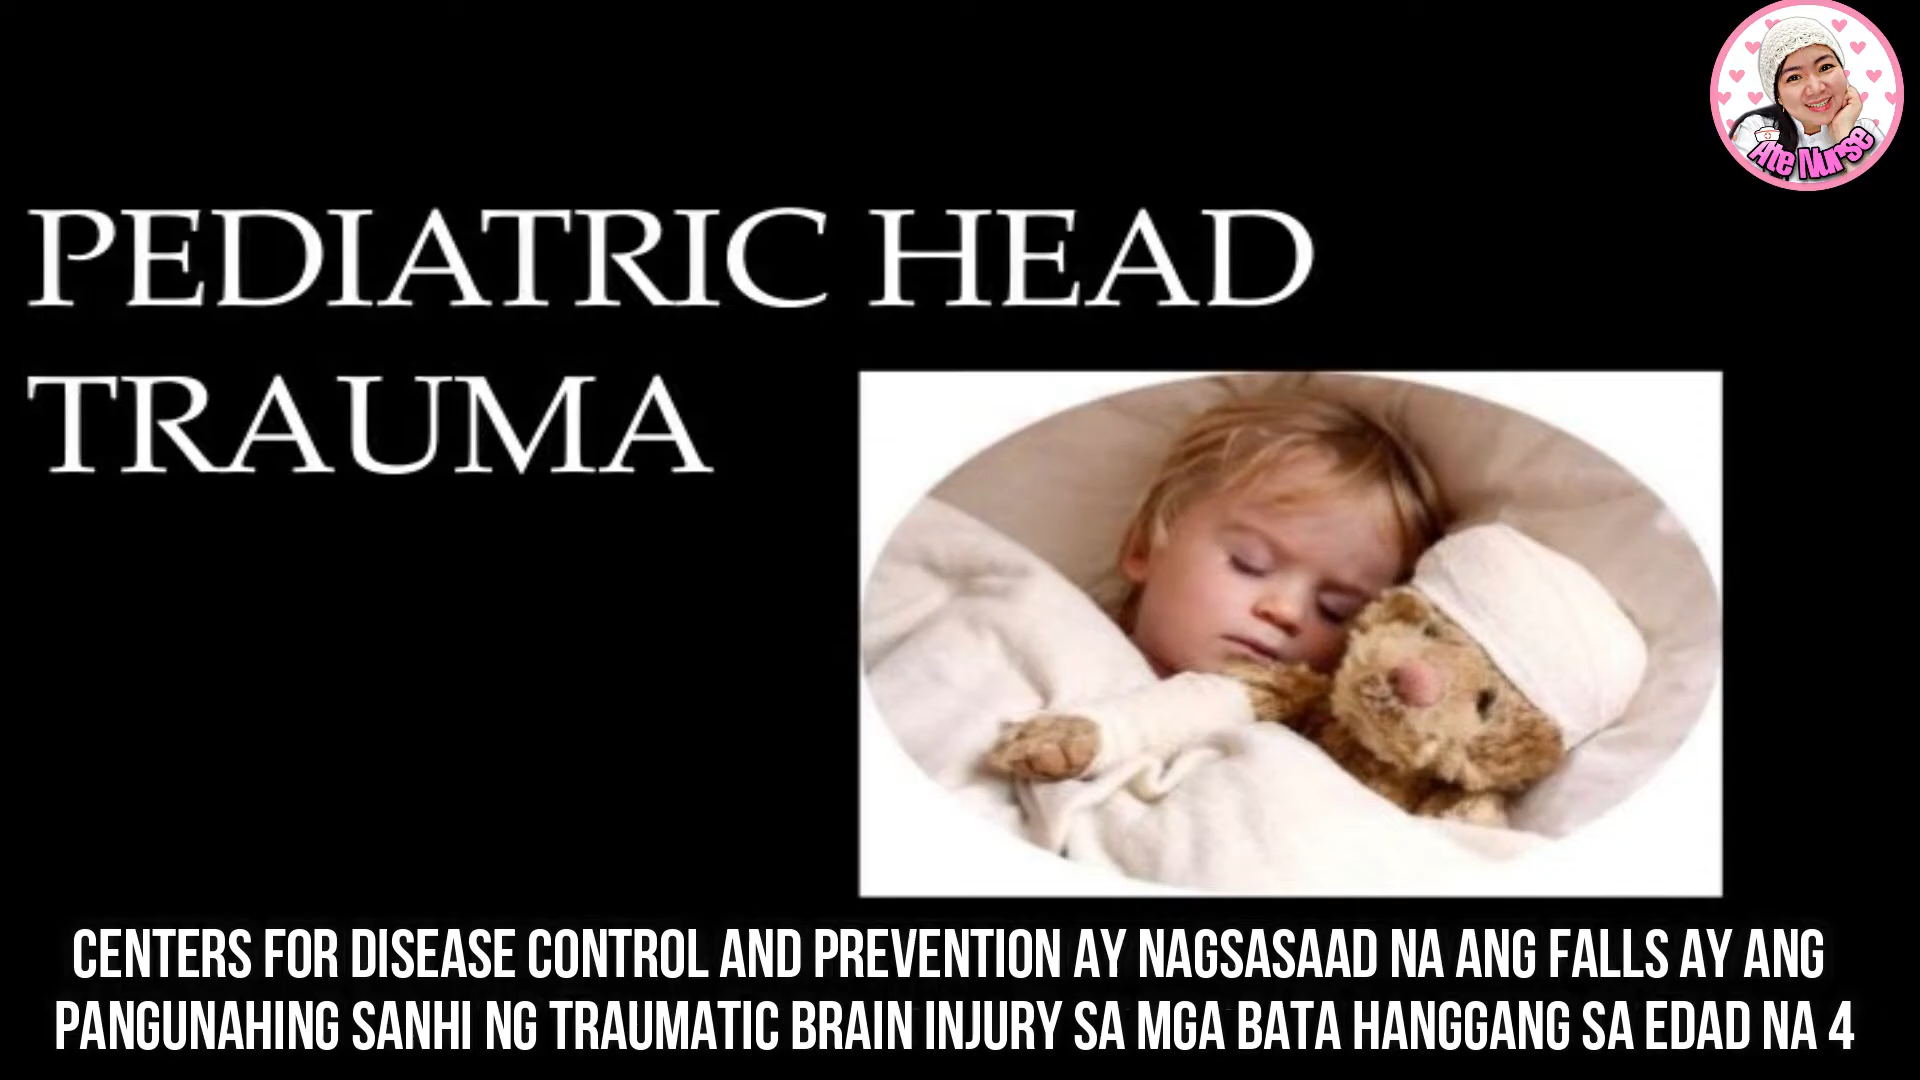 Ate Nurse
PEDIATRIC HEAD
TRAUMA
CENTERS FOR DISEASE CONTROL AND PREVENTION AY NAGSASAAD NA ANG FALLS AY ANG
PANGUNAHING SANHI NG TRAUMATIC BRAIN INJURY SA MGA BATA HANGGANG SA EDAD NA 4